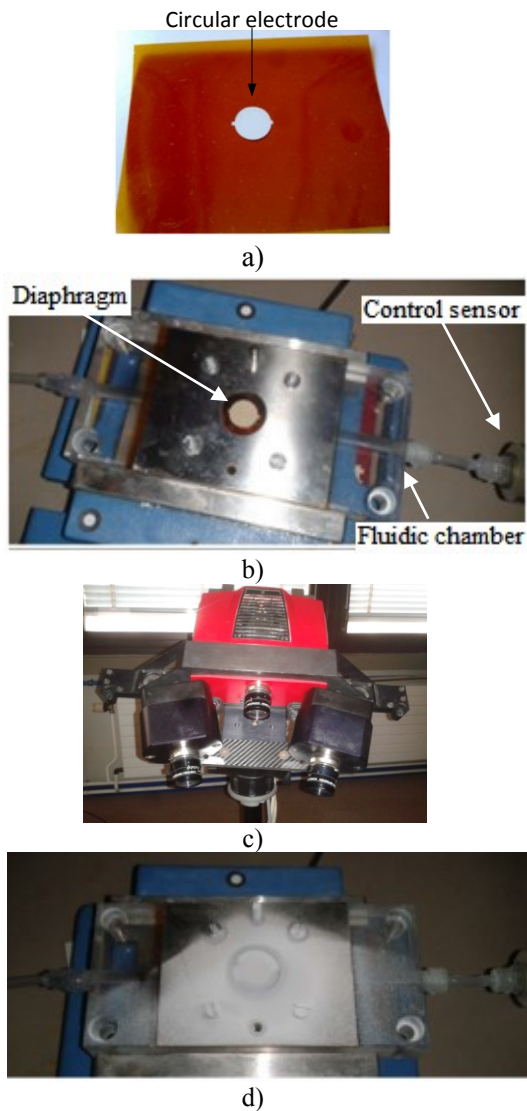 Circular electrode
a)
Diaphragm
Control sensor
Fluidic chamber
b)
c)
d)